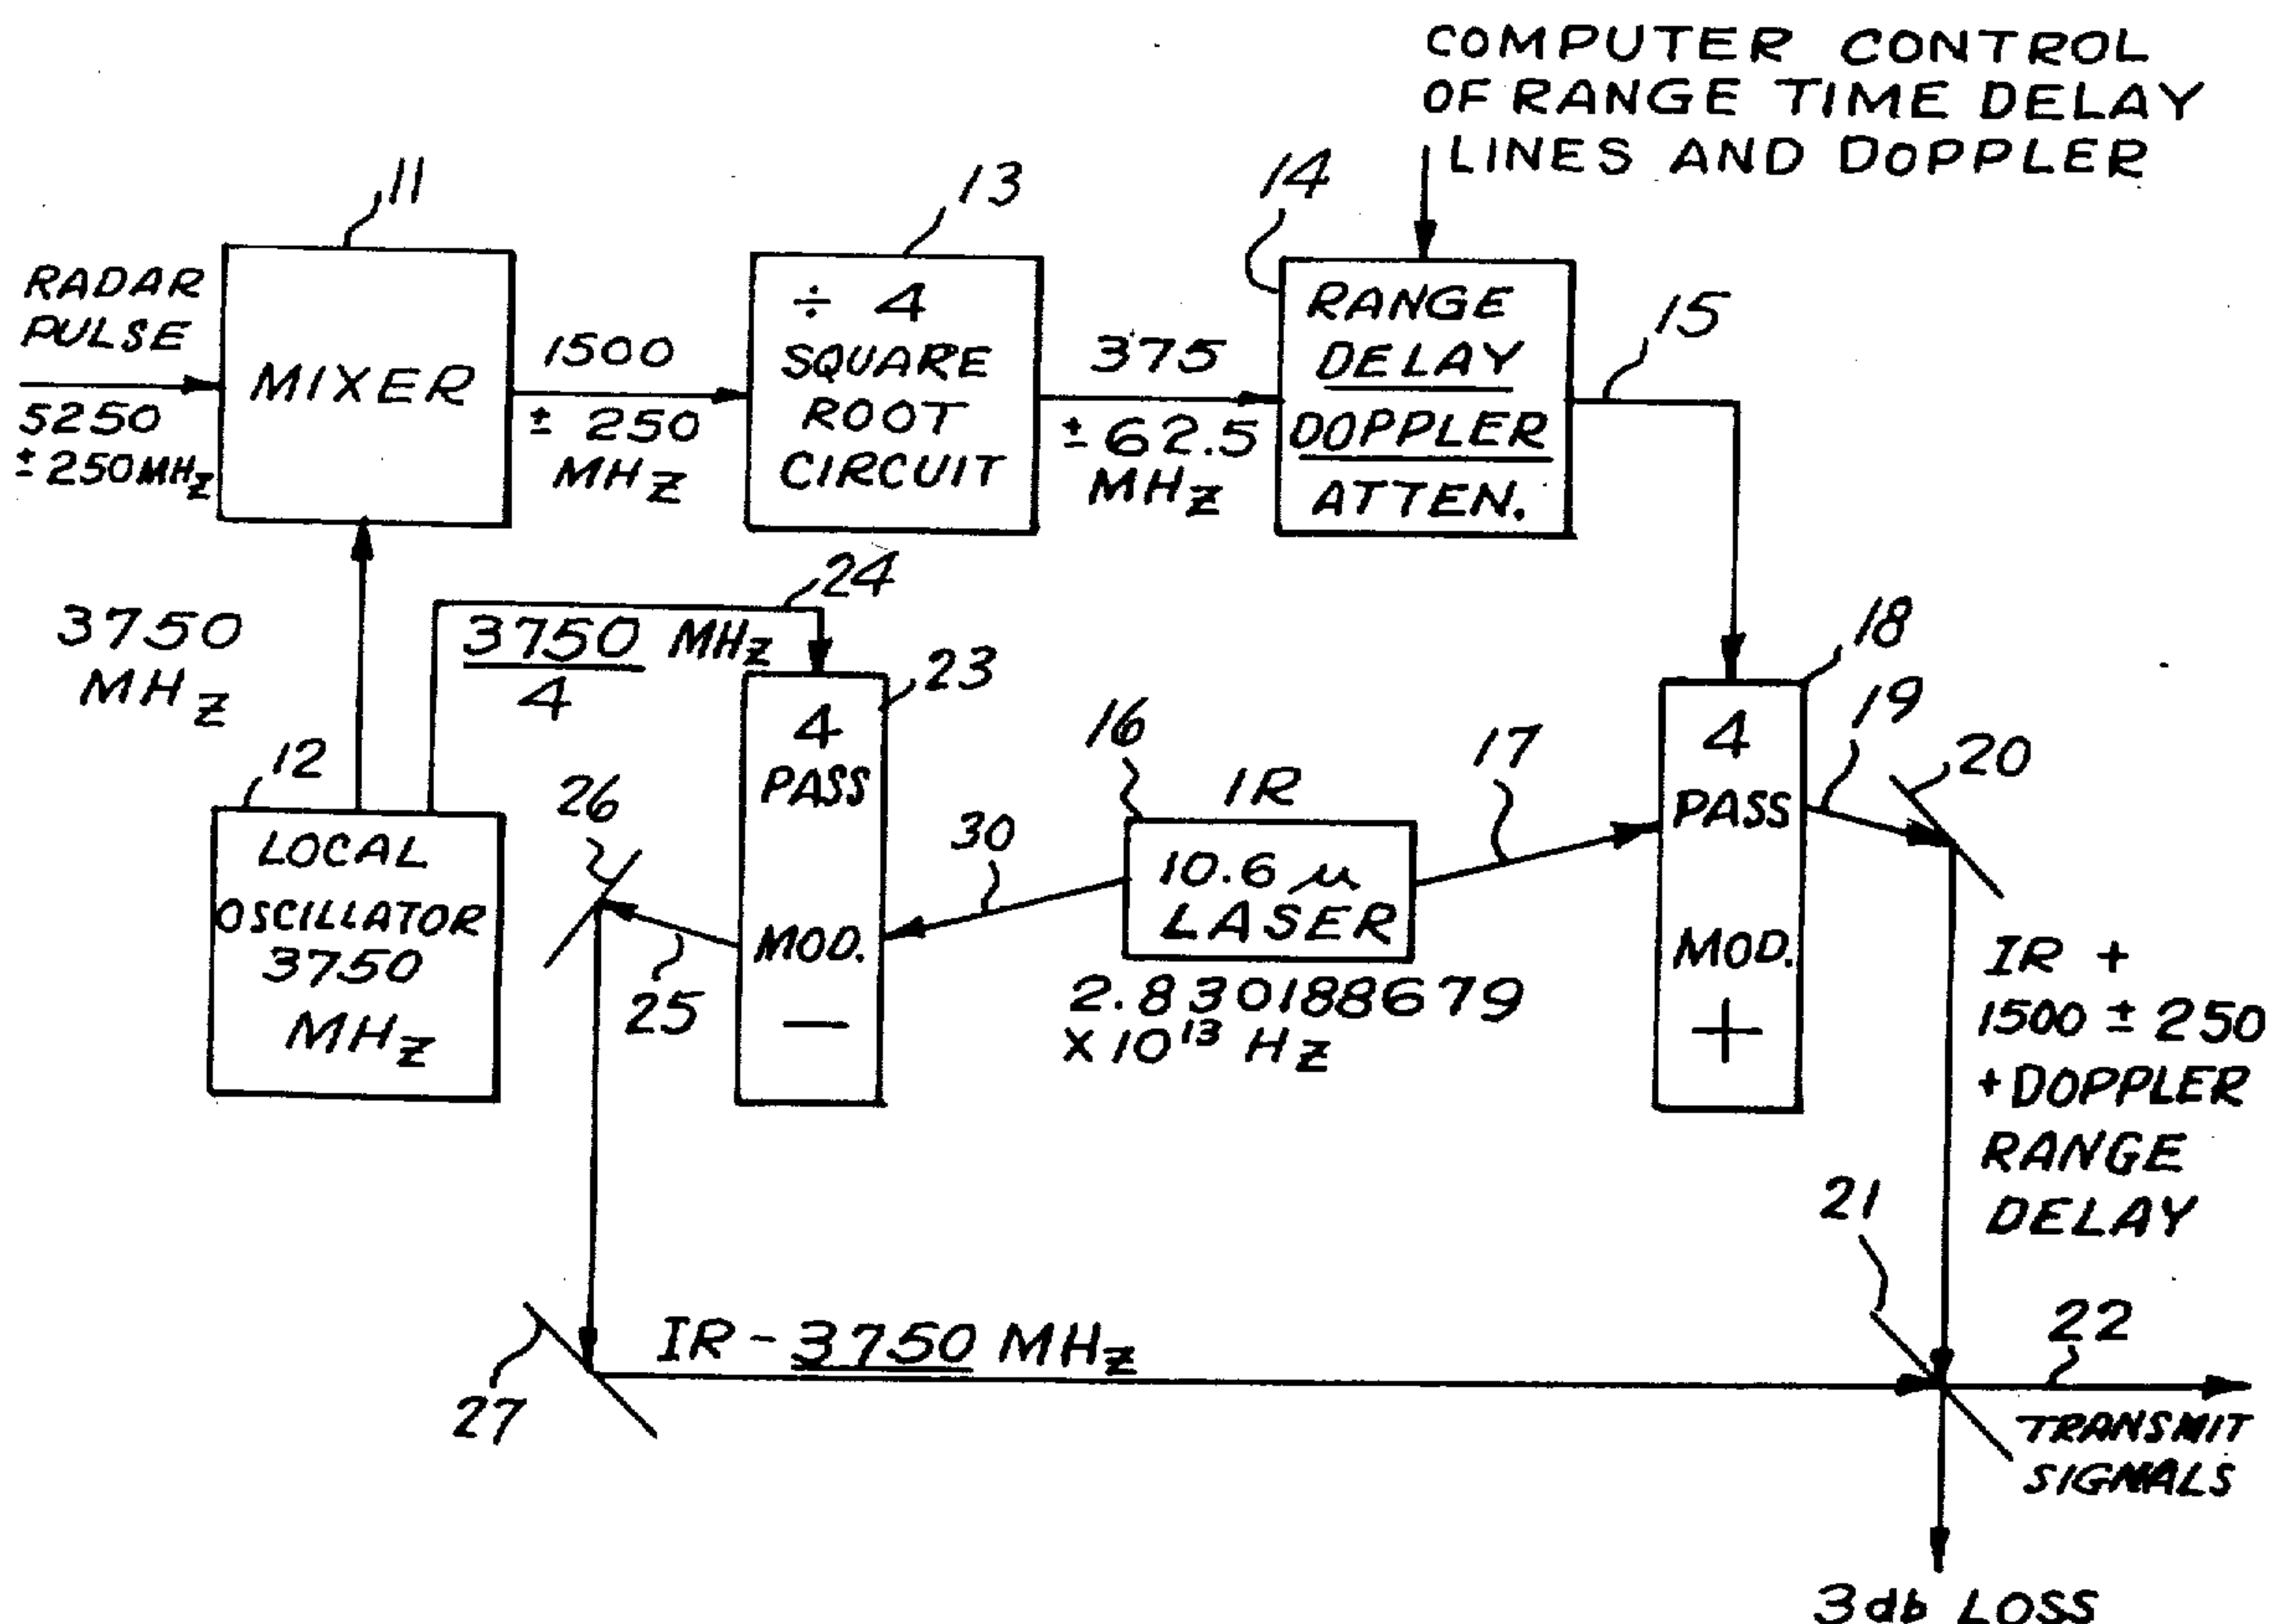 COMPUTER CONTROL
OF RANGE TIME DELAY
LINES AND DOPPLER
11
13
14
15
RADAR
PULSE
5250
± 250 MHz
MIXER
1500
± 250
MHz
÷ 4
SQUARE
ROOT
CIRCUIT
375
± 62.5
MHz
RANGE
DELAY
DOPPLER
ATTEN.
3750
MHz
24
3750 MHz
4
12
LOCAL
OSCILLATOR
3750
MHz
23
4
PASS
MOD.
−
26
25
30
16
IR
10.6 μ
LASER
2.830188679
x 10¹³ Hz
17
18
4
PASS
MOD.
+
19
20
IR +
1500 ± 250
+ DOPPLER
RANGE
DELAY
21
27
IR - 3750 MHz
22
TRANSMIT
SIGNALS
3db LOSS